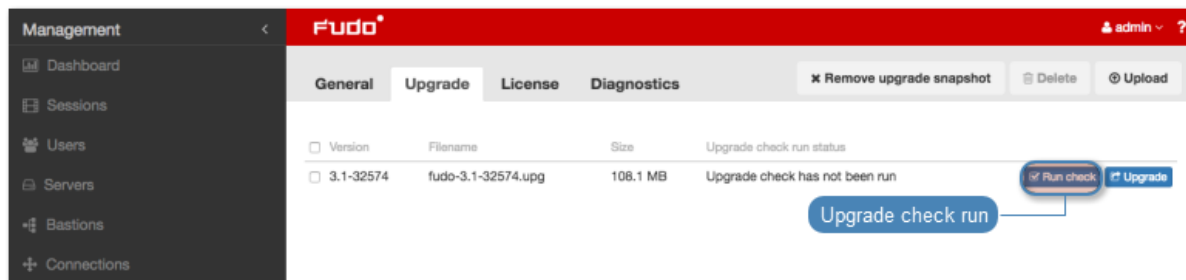 Management
FUDO
admin
?
Dashboard
Sessions
Users
Servers
Bastions
Connections
General Upgrade License Diagnostics
Remove upgrade snapshot Delete Upload
Version Filename Size Upgrade check run status
3.1-32574 fudo-3.1-32574.upg 108.1 MB Upgrade check has not been run Run check Upgrade
Upgrade check run